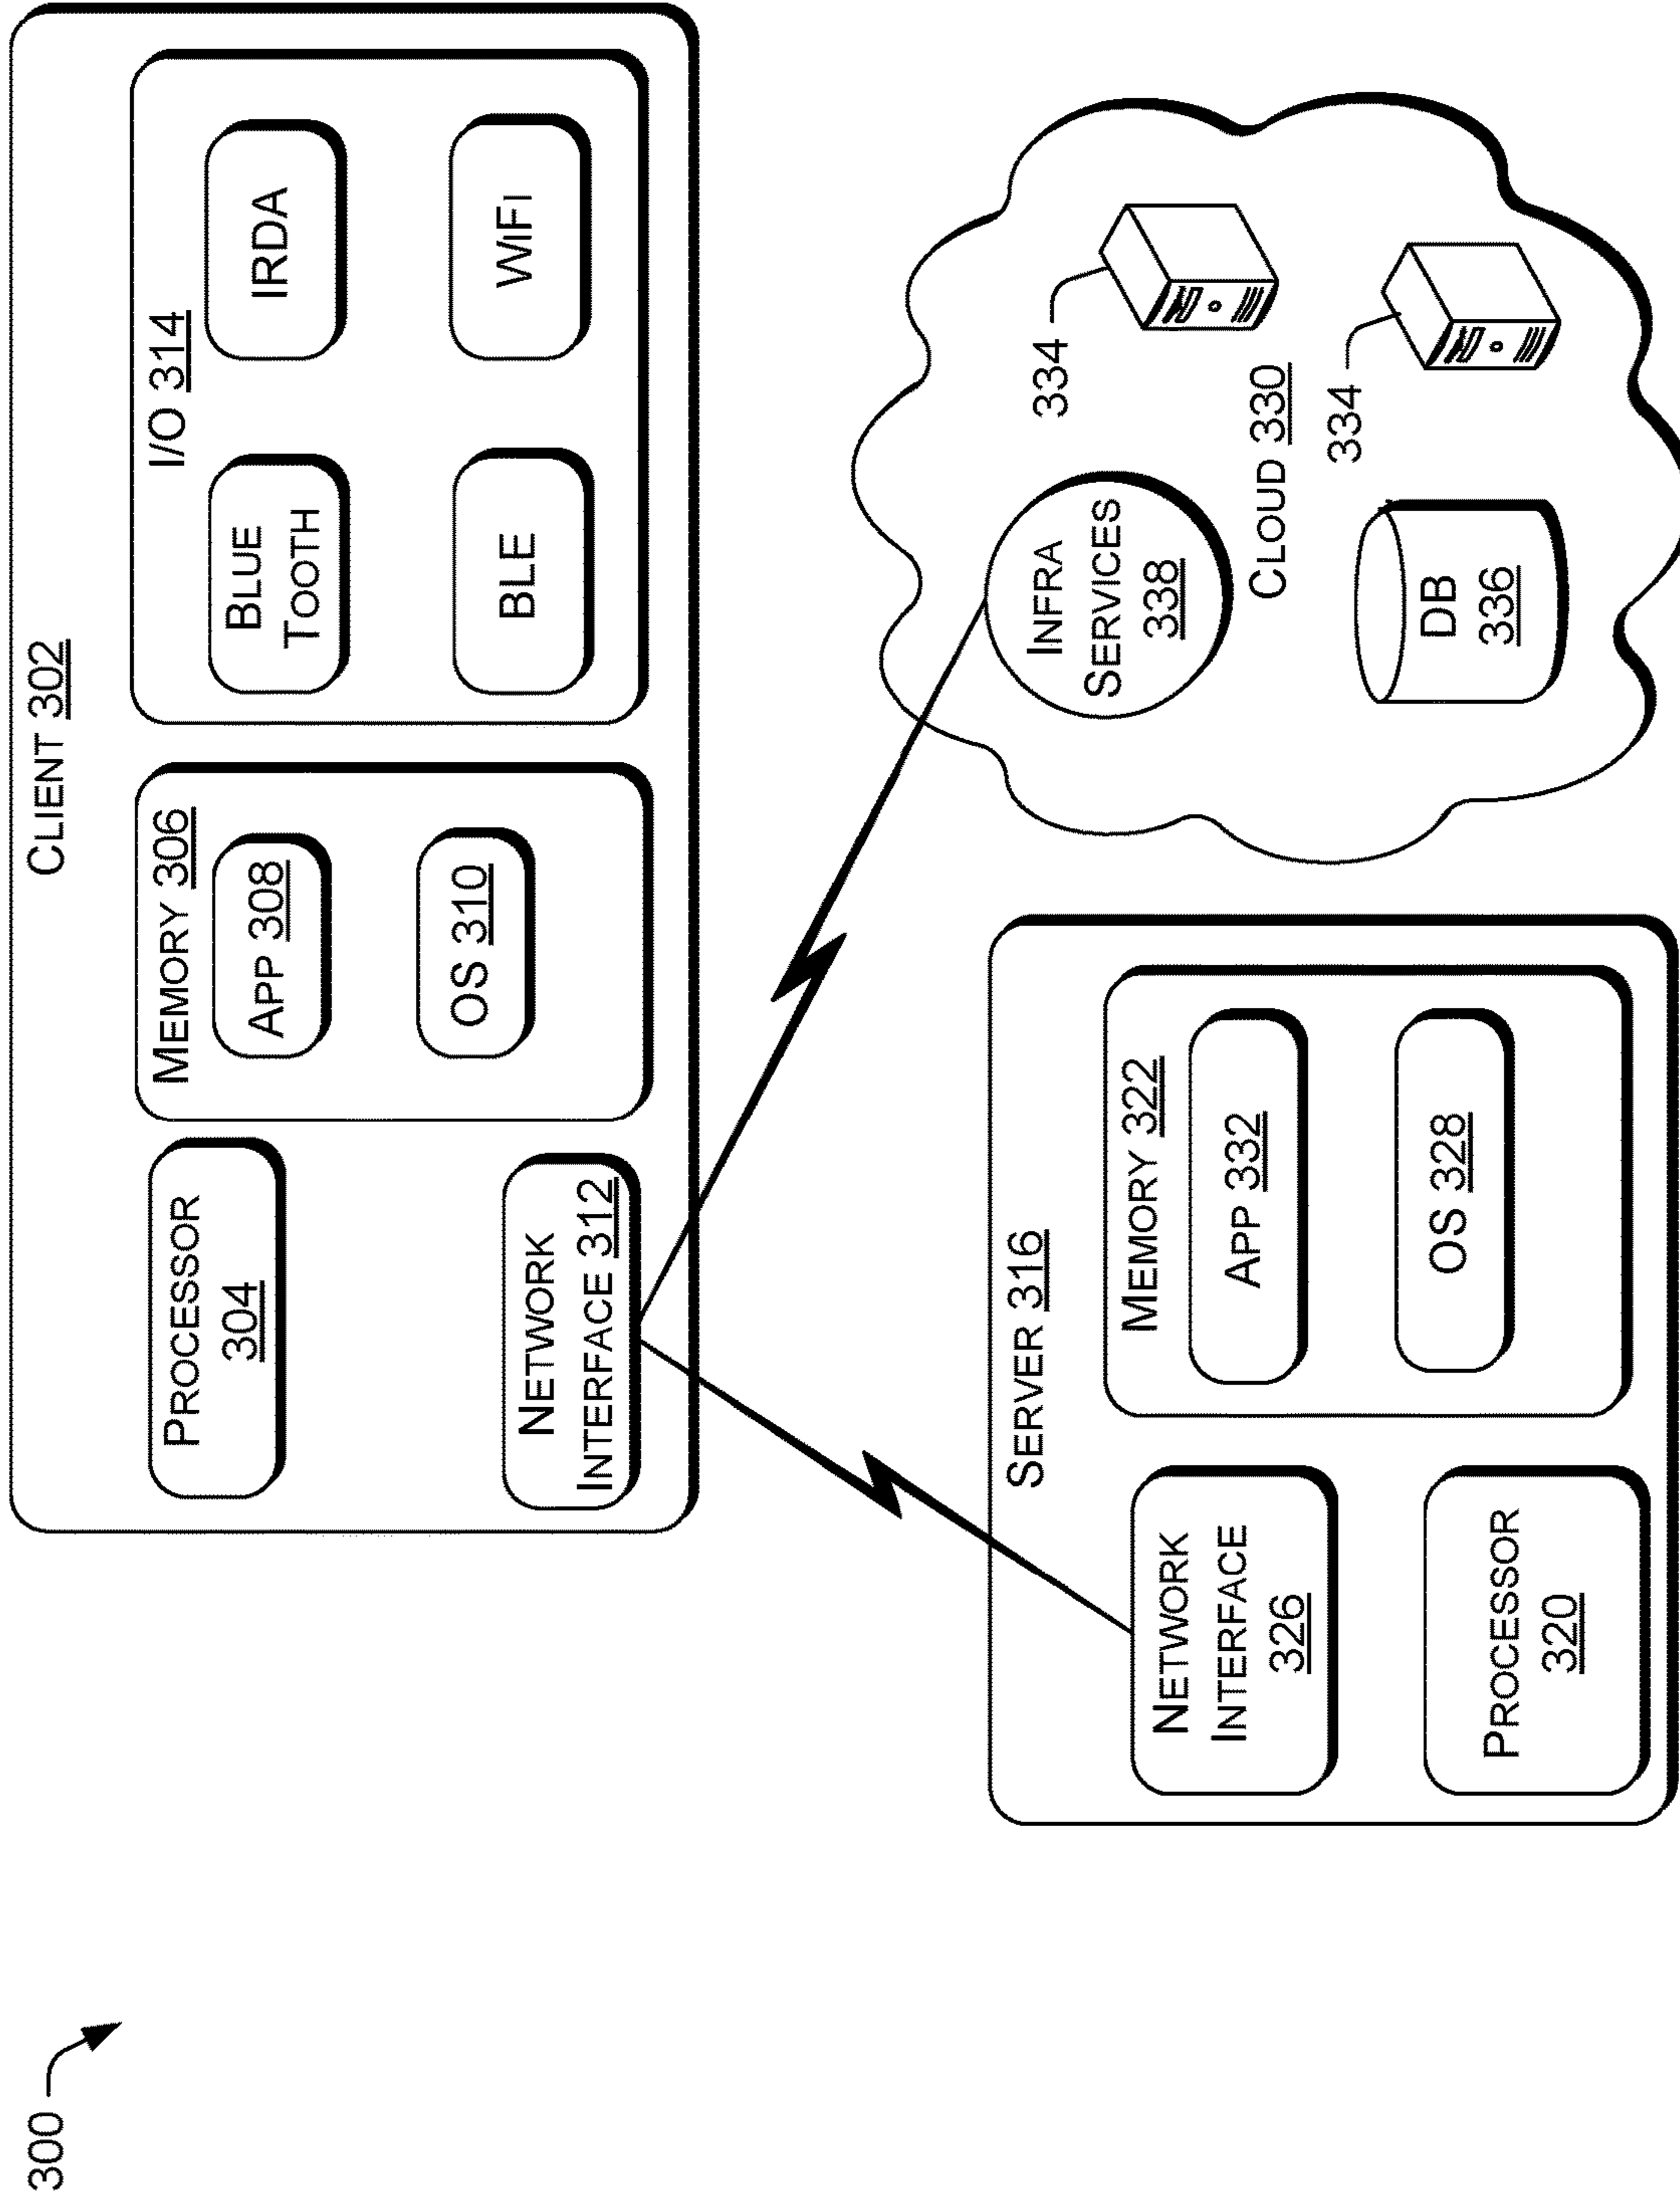 300
CLIENT 302
PROCESSOR
304
NETWORK
INTERFACE 312
MEMORY 306
APP 308
OS 310
I/O 314
BLUE
TOOTH
IRDA
BLE
WIFI
SERVER 316
NETWORK
INTERFACE
326
PROCESSOR
320
MEMORY 322
APP 332
OS 328
INFRA
SERVICES
338
334
CLOUD 330
334
DB
336